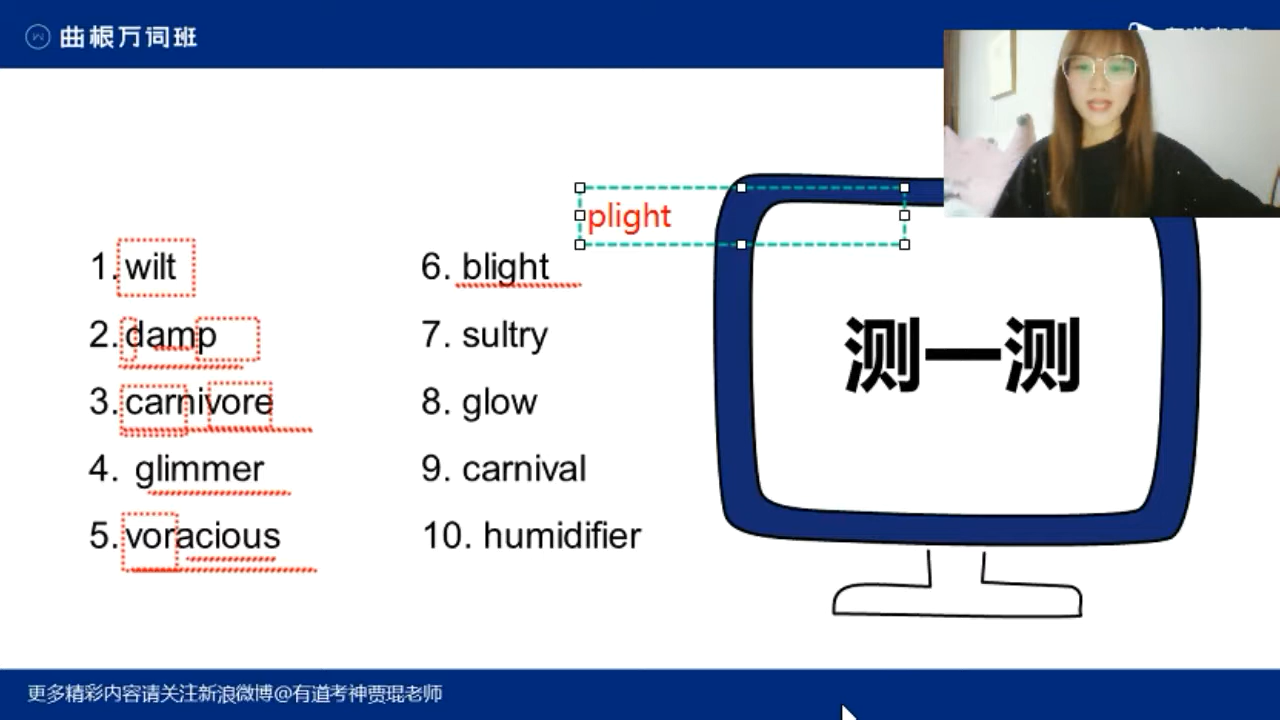 曲根万词班
plight
1. wilt
2. damp
3. carnivore
4. glimmer
5. voracious
6. blight
7. sultry
8. glow
9. carnival
10. humidifier
测一测
更多精彩内容请关注新浪微博@有道考神贾琨老师